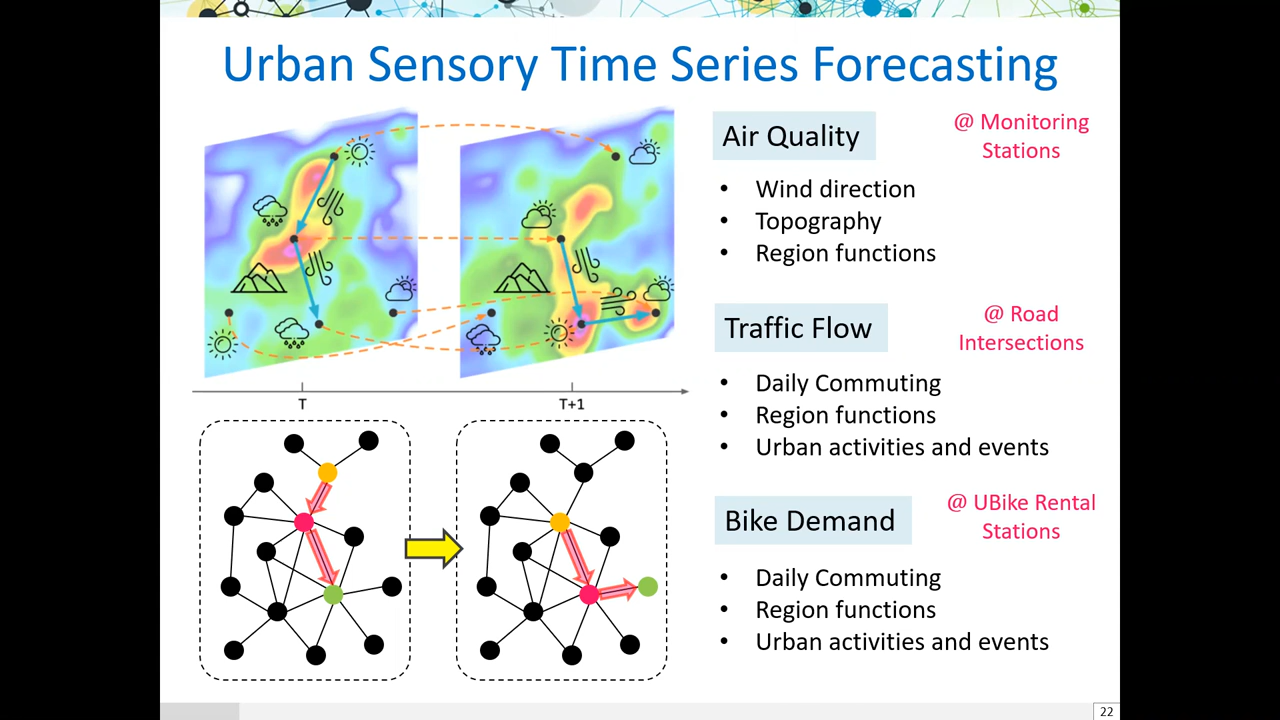 Urban Sensory Time Series Forecasting
T
T+1
Air Quality
@ Monitoring
Stations
• Wind direction
• Topography
• Region functions
Traffic Flow
@ Road
Intersections
• Daily Commuting
• Region functions
• Urban activities and events
Bike Demand
@ UBike Rental
Stations
• Daily Commuting
• Region functions
• Urban activities and events
22